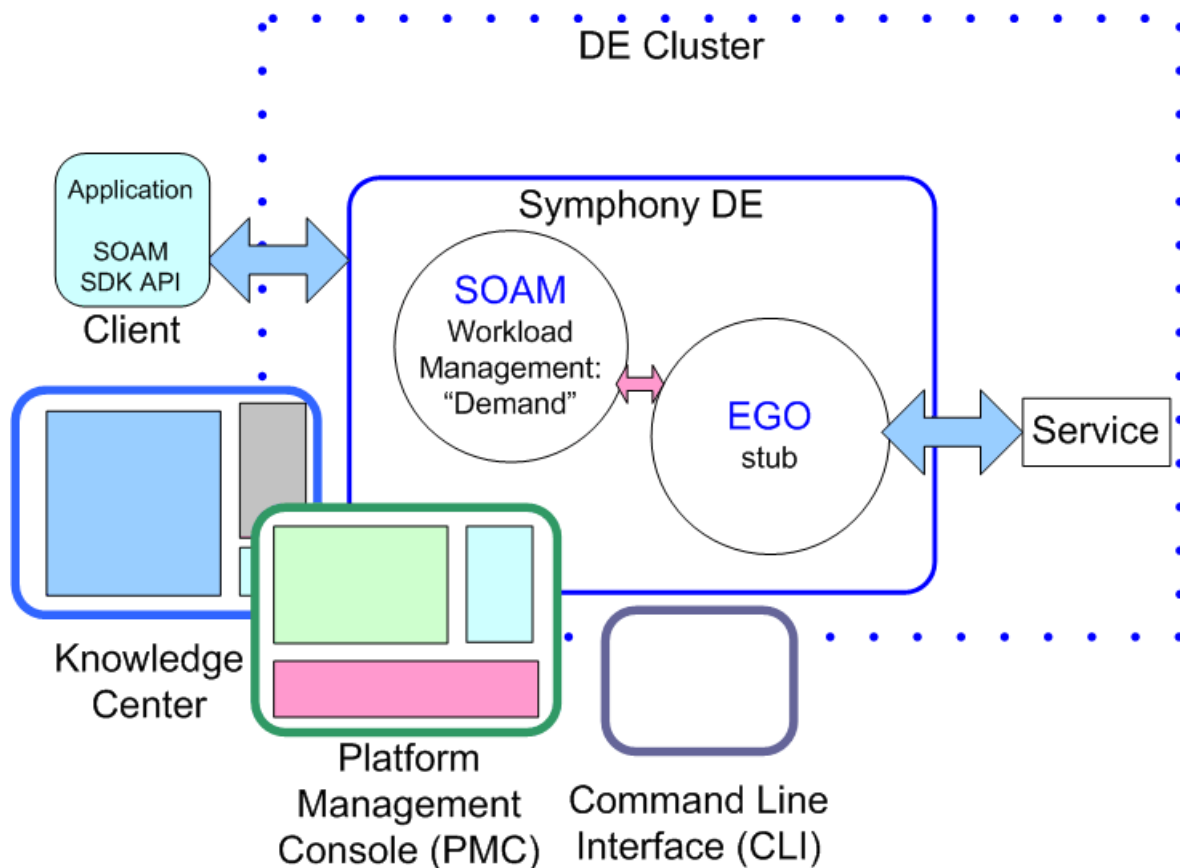 DE Cluster
Application
SOAM
SDK API
Client
Symphony DE
SOAM
Workload
Management:
“Demand”
EGO
stub
Service
Knowledge
Center
Platform
Management
Console (PMC)
Command Line
Interface (CLI)